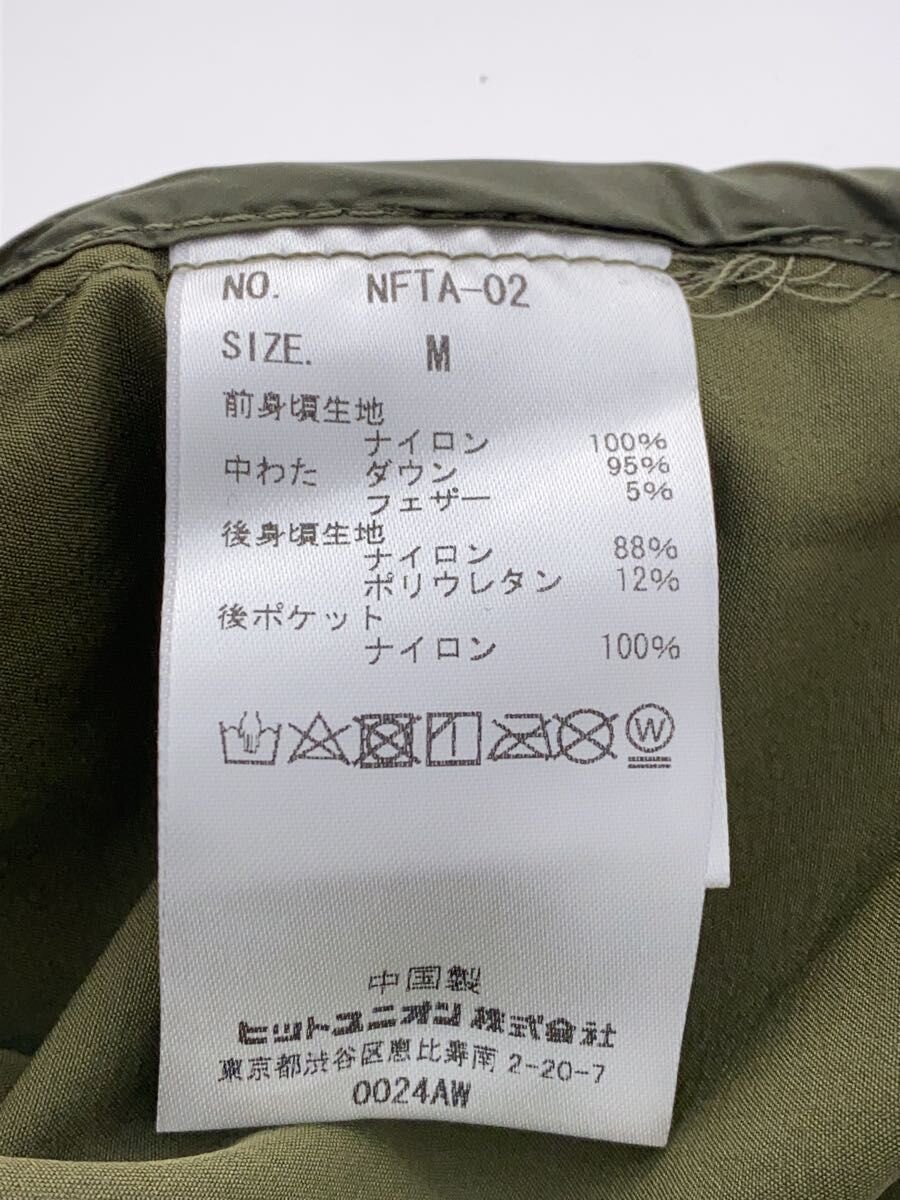 NO. NFTA-02
SIZE. M
前身頃生地
ナイロン 100%
中わた ダウン 95%
フェザー 5%
後身頃生地
ナイロン 88%
ポリウレタン 12%
後ポケット
ナイロン 100%
W
中国製
ヒットユニオン株式会社
東京都渋谷区恵比寿南 2-20-7
0024AW